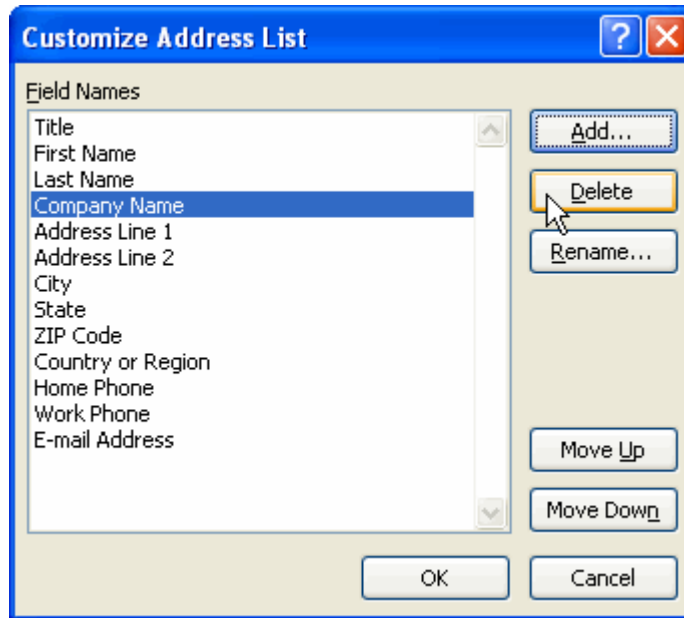 Customize Address List
Field Names
Title
First Name
Last Name
Company Name
Address Line 1
Address Line 2
City
State
ZIP Code
Country or Region
Home Phone
Work Phone
E-mail Address
Add...
Delete
Rename...
Move Up
Move Down
OK
Cancel